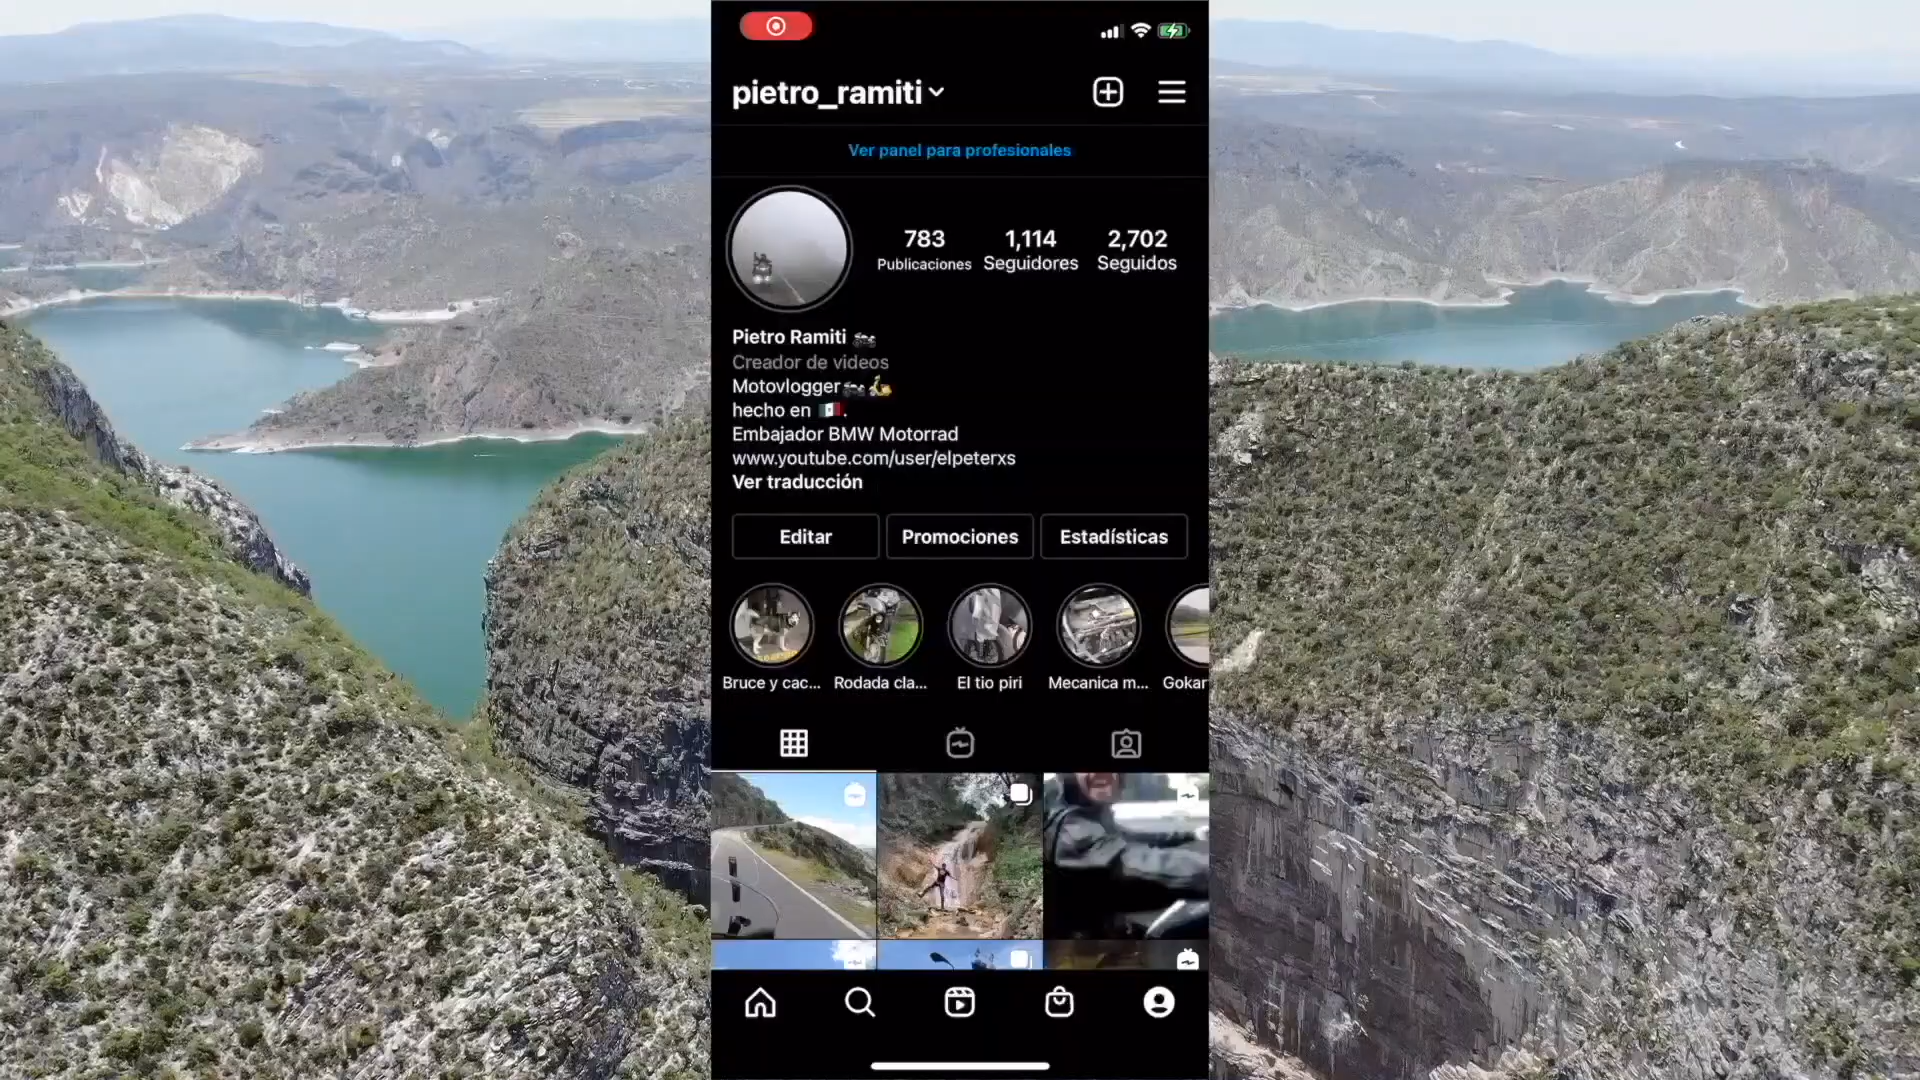 pietro_ramiti
Ver panel para profesionales
783
Publicaciones
1,114
Seguidores
2,702
Seguidos
Pietro Ramiti 🏍
Creador de videos
Motovlogger🏍🛵
hecho en 🇲🇽.
Embajador BMW Motorrad
www.youtube.com/user/elpeterxs
Ver traducción
Editar
Promociones
Estadísticas
Bruce y cac...
Rodada cla...
El tio piri
Mecanica m...
Gokar